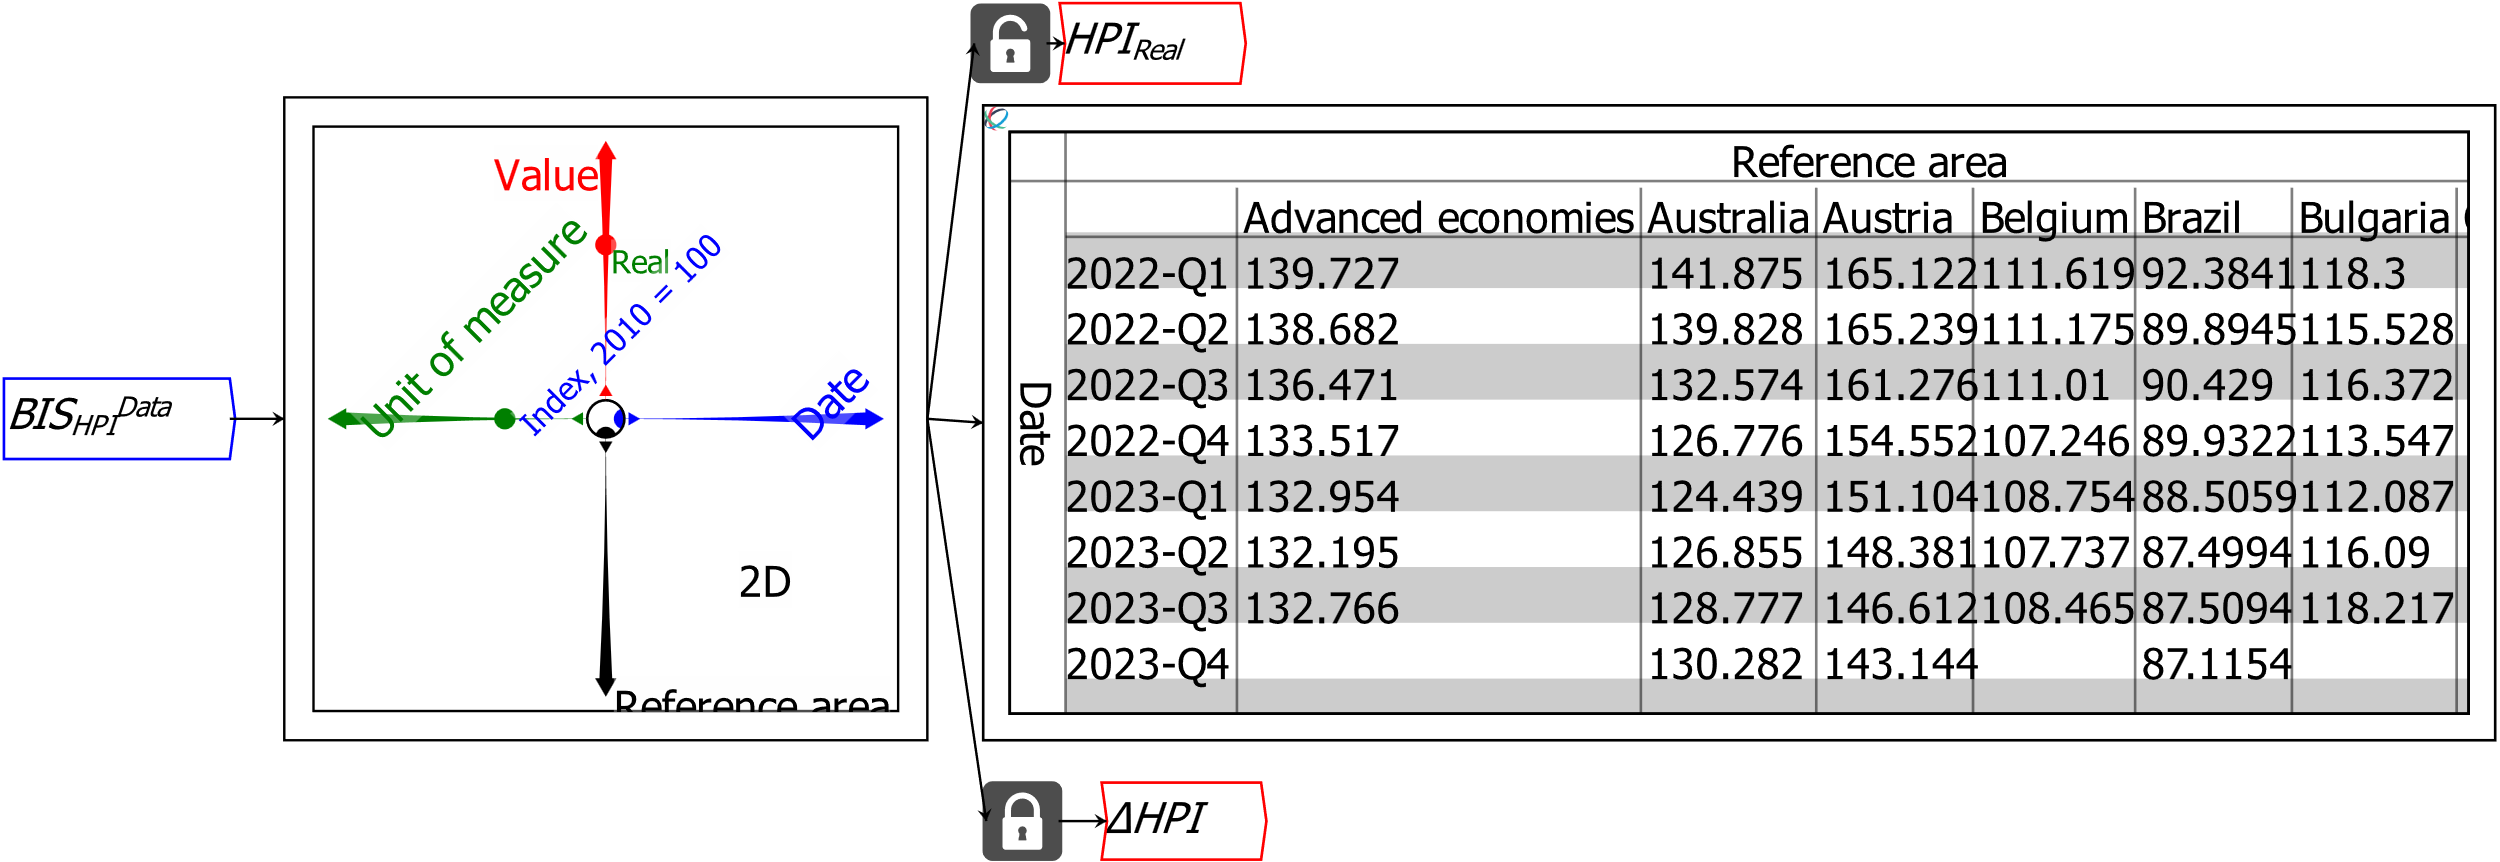 HPI Real
BIS HPI Data
Value
Unit of measure
Real
Index, 2010 = 100
Date
2D
Reference area
Reference area
Date
Advanced economies Australia Austria Belgium Brazil Bulgaria
2022-Q1 139.727 141.875 165.122 111.619 92.3841 118.3
2022-Q2 138.682 139.828 165.239 111.175 89.8945 115.528
2022-Q3 136.471 132.574 161.276 111.01 90.429 116.372
2022-Q4 133.517 126.776 154.552 107.246 89.9322 113.547
2023-Q1 132.954 124.439 151.104 108.754 88.5059 112.087
2023-Q2 132.195 126.855 148.381 107.737 87.4994 116.09
2023-Q3 132.766 128.777 146.612 108.465 87.5094 118.217
2023-Q4 130.282 143.144 87.1154
ΔHPI